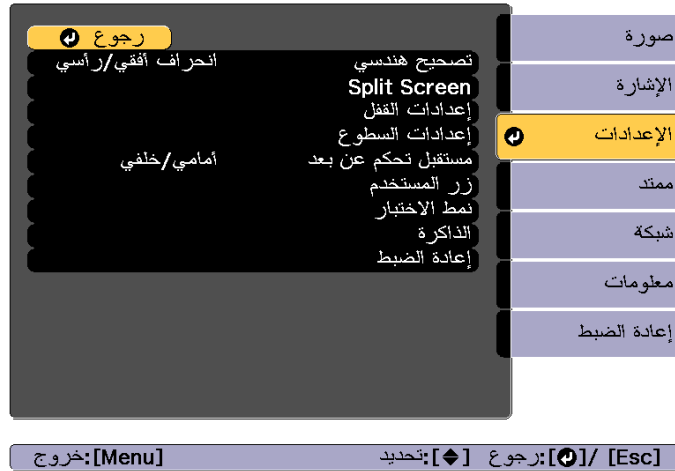 صورة
الإشارة
الإعدادات
ممتد
شبكة
معلومات
إعادة الضبط
رجوع
تصحيح هندسي انحراف أفقي/رأسي
Split Screen
إعدادات القفل
إعدادات السطوع
مستقبل تحكم عن بعد أمامي/خلفي
زر المستخدم
نمط الاختبار
الذاكرة
إعادة الضبط
[Esc] /[]:رجوع []:تحديد [Menu]:خروج